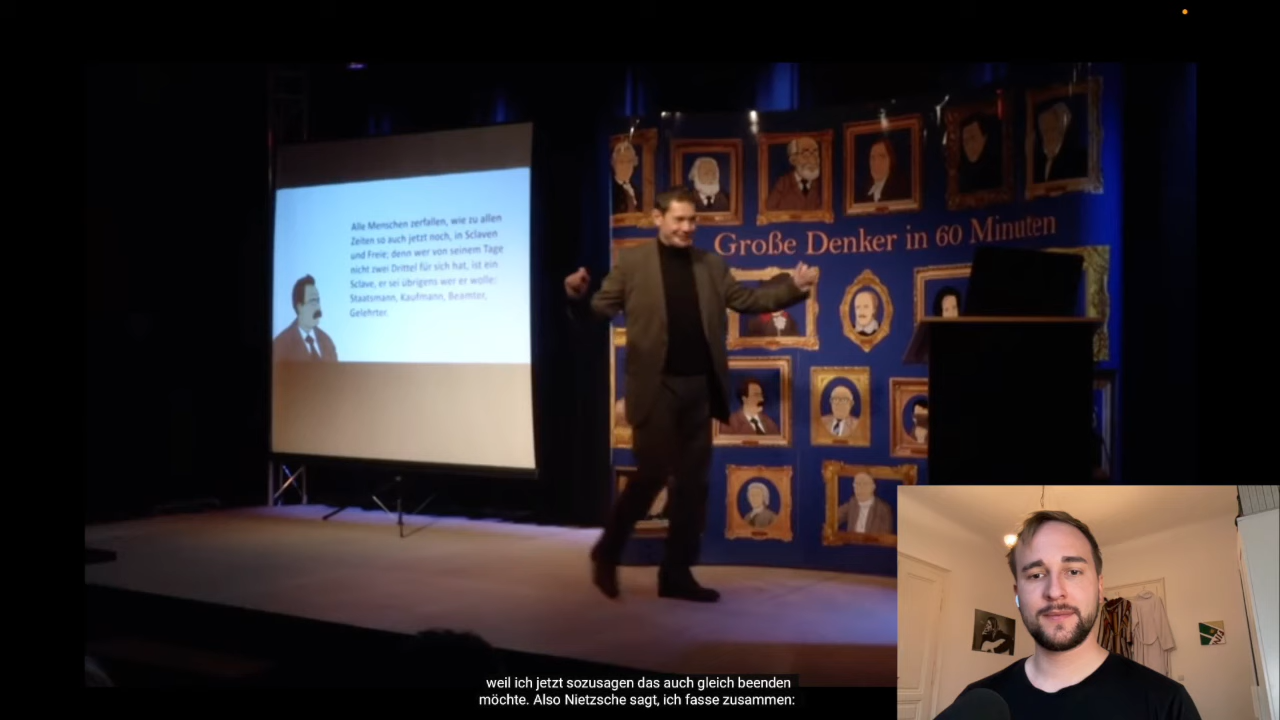 Alle Menschen zerfallen, wie zu allen
Zeiten so auch jetzt noch, in Sclaven
und Freie; denn wer von seinem Tage
nicht zwei Drittel für sich hat, ist ein
Sclave, er sei übrigens wer er wolle:
Staatsmann, Kaufmann, Beamter,
Gelehrter.
Große Denker in 60 Minuten
weil ich jetzt sozusagen das auch gleich beenden
möchte. Also Nietzsche sagt, ich fasse zusammen: